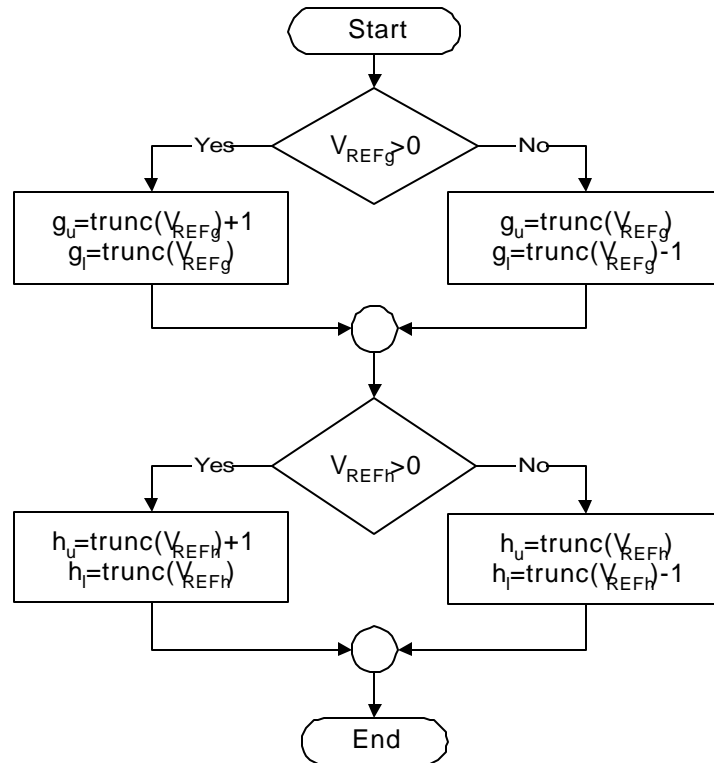 Start
V_REFg>0
Yes
No
g_u=trunc(V_REFg)+1
g_l=trunc(V_REFg)
g_u=trunc(V_REFg)
g_l=trunc(V_REFg)-1
V_REFh>0
Yes
No
h_u=trunc(V_REFh)+1
h_l=trunc(V_REFh)
h_u=trunc(V_REFh)
h_l=trunc(V_REFh)-1
End